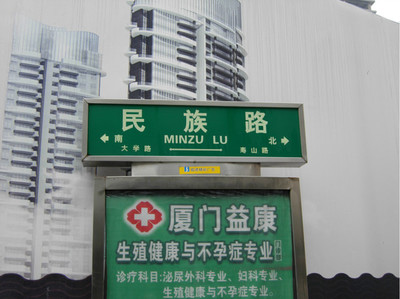 民族路
南 MINZU LU 北
大学路 寿山路
厦门益康
生殖健康与不孕症专业
诊疗科目:泌尿外科专业、妇科专业、
生殖健康与不孕症专业。